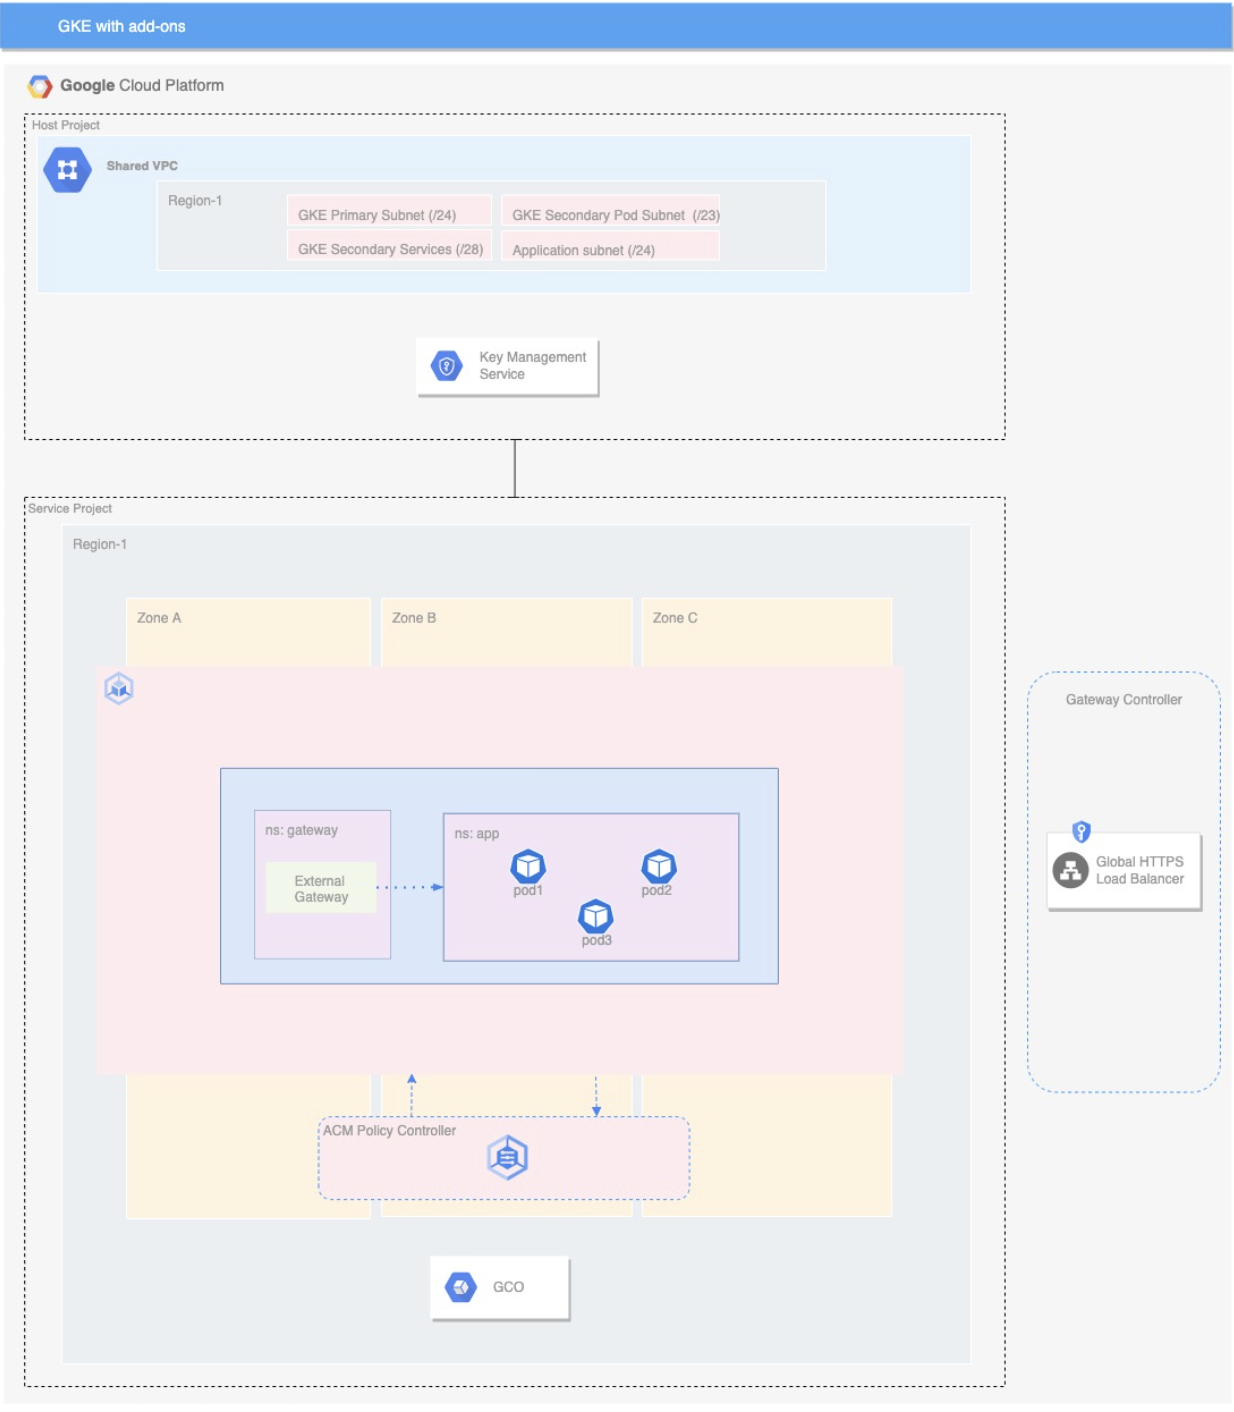 GKE with add-ons
Google Cloud Platform
Host Project
Shared VPC
Region-1
GKE Primary Subnet (/24)
GKE Secondary Pod Subnet (/23)
GKE Secondary Services (/28)
Application subnet (/24)
Key Management
Service
Service Project
Region-1
Zone A
Zone B
Zone C
Gateway Controller
ns: gateway
ns: app
External
Gateway
pod1
pod2
pod3
Global HTTPS
Load Balancer
ACM Policy Controller
GCO